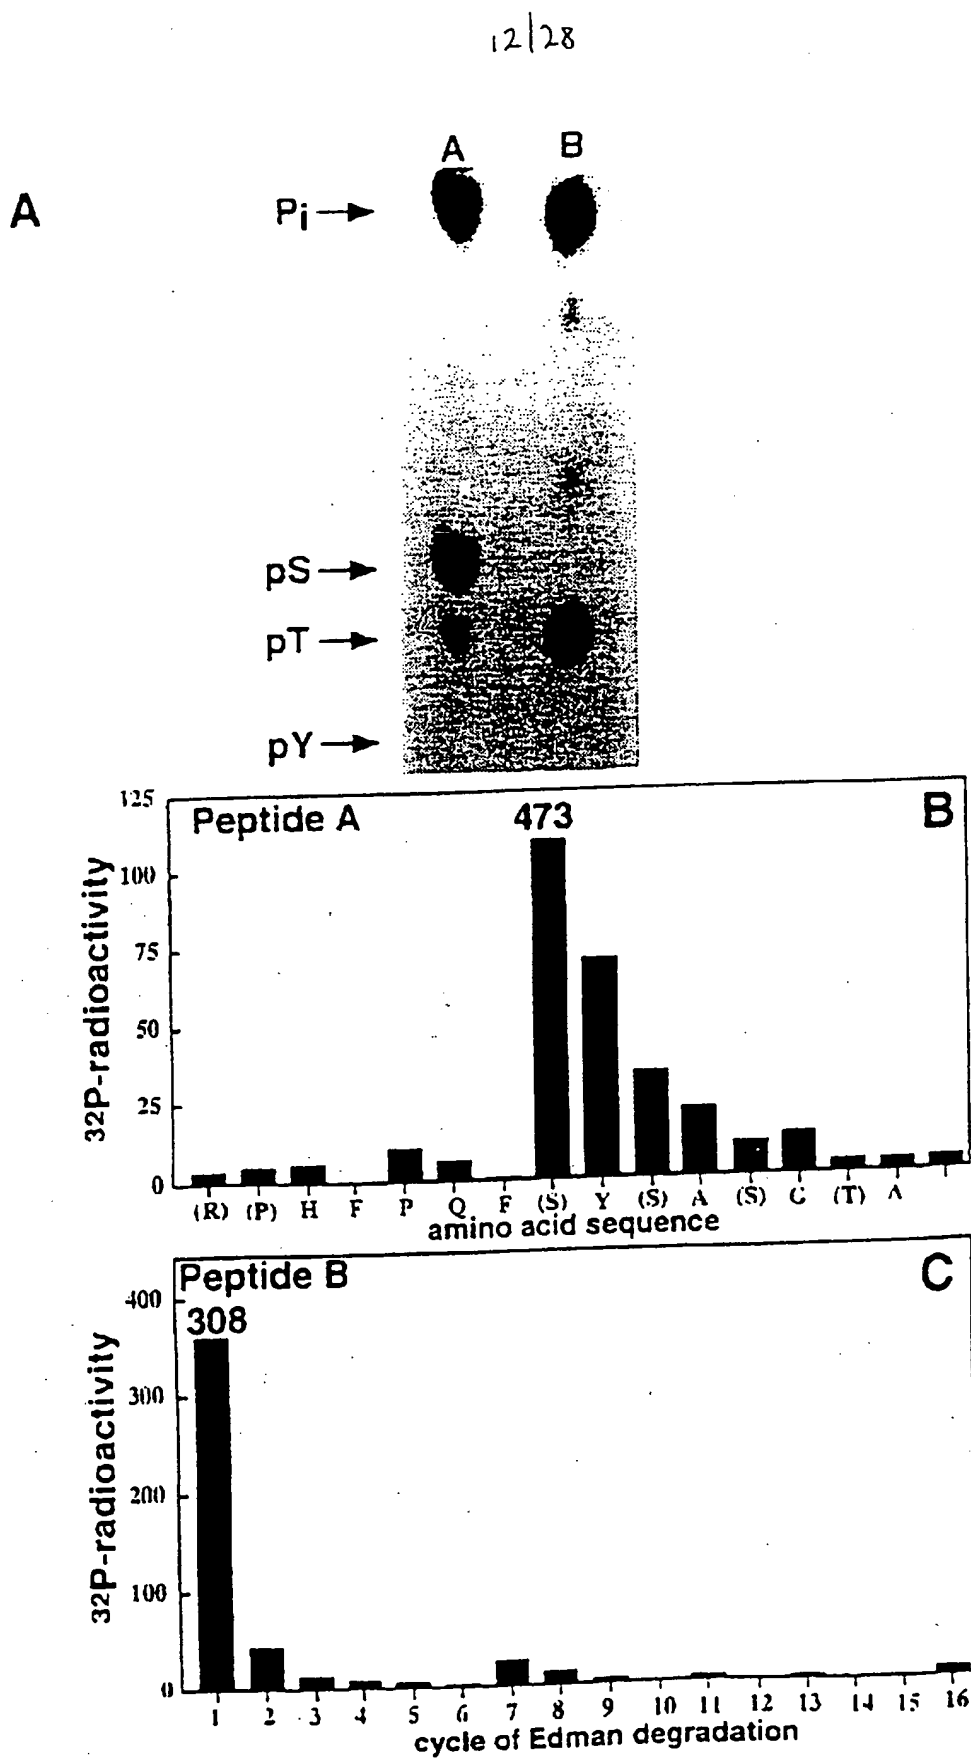 12/28
A B
A
Pi
pS
pT
pY
Peptide A 473 B
125
100
75
50
25
0
32P-radioactivity
(R) (P) H F P Q F (S) Y (S) A (S) G (T) A
amino acid sequence
Peptide B C
308
400
300
200
100
0
32P-radioactivity
1 2 3 4 5 6 7 8 9 10 11 12 13 14 15 16
cycle of Edman degradation